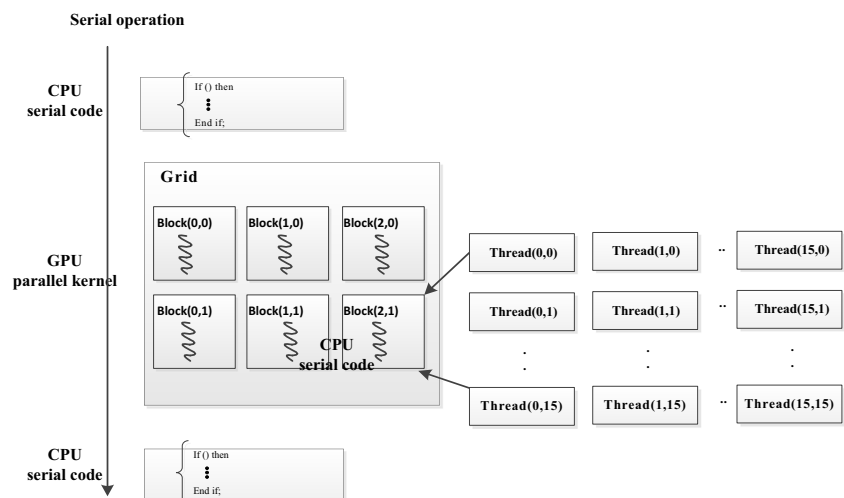 Serial operation
CPU
serial code
If () then
End if;
Grid
Block(0,0)
Block(1,0)
Block(2,0)
GPU
parallel kernel
Thread(0,0)
Thread(1,0)
..
Thread(15,0)
Block(0,1)
Block(1,1)
Block(2,1)
Thread(0,1)
Thread(1,1)
..
Thread(15,1)
CPU
serial code
Thread(0,15)
Thread(1,15)
..
Thread(15,15)
CPU
serial code
If () then
End if;